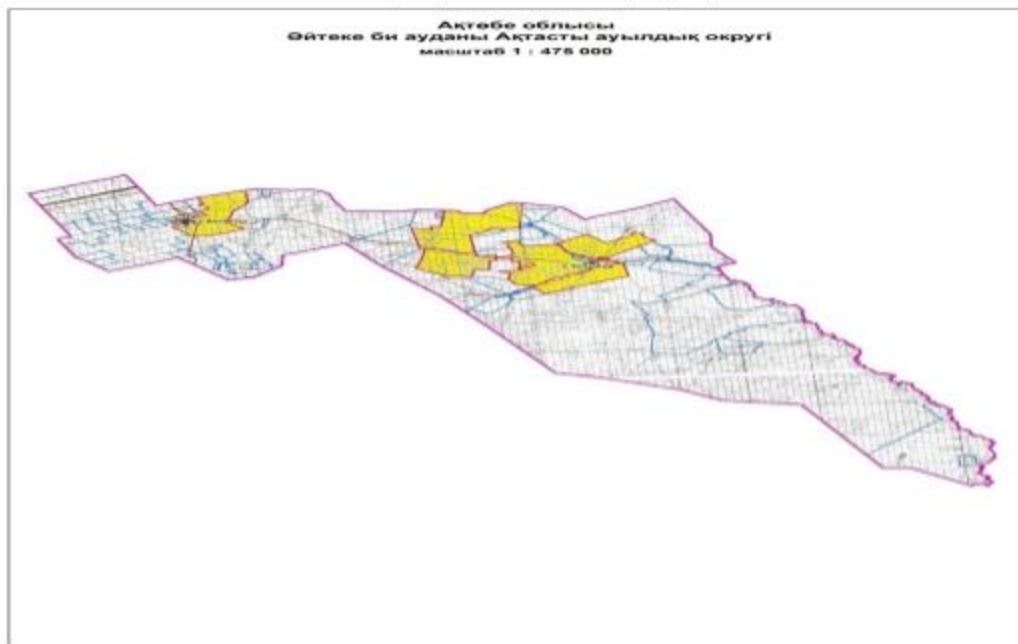 Ақтөбе облысы
Әйтеке би ауданы Ақтасты ауылдық округі
масштаб 1 : 475 000